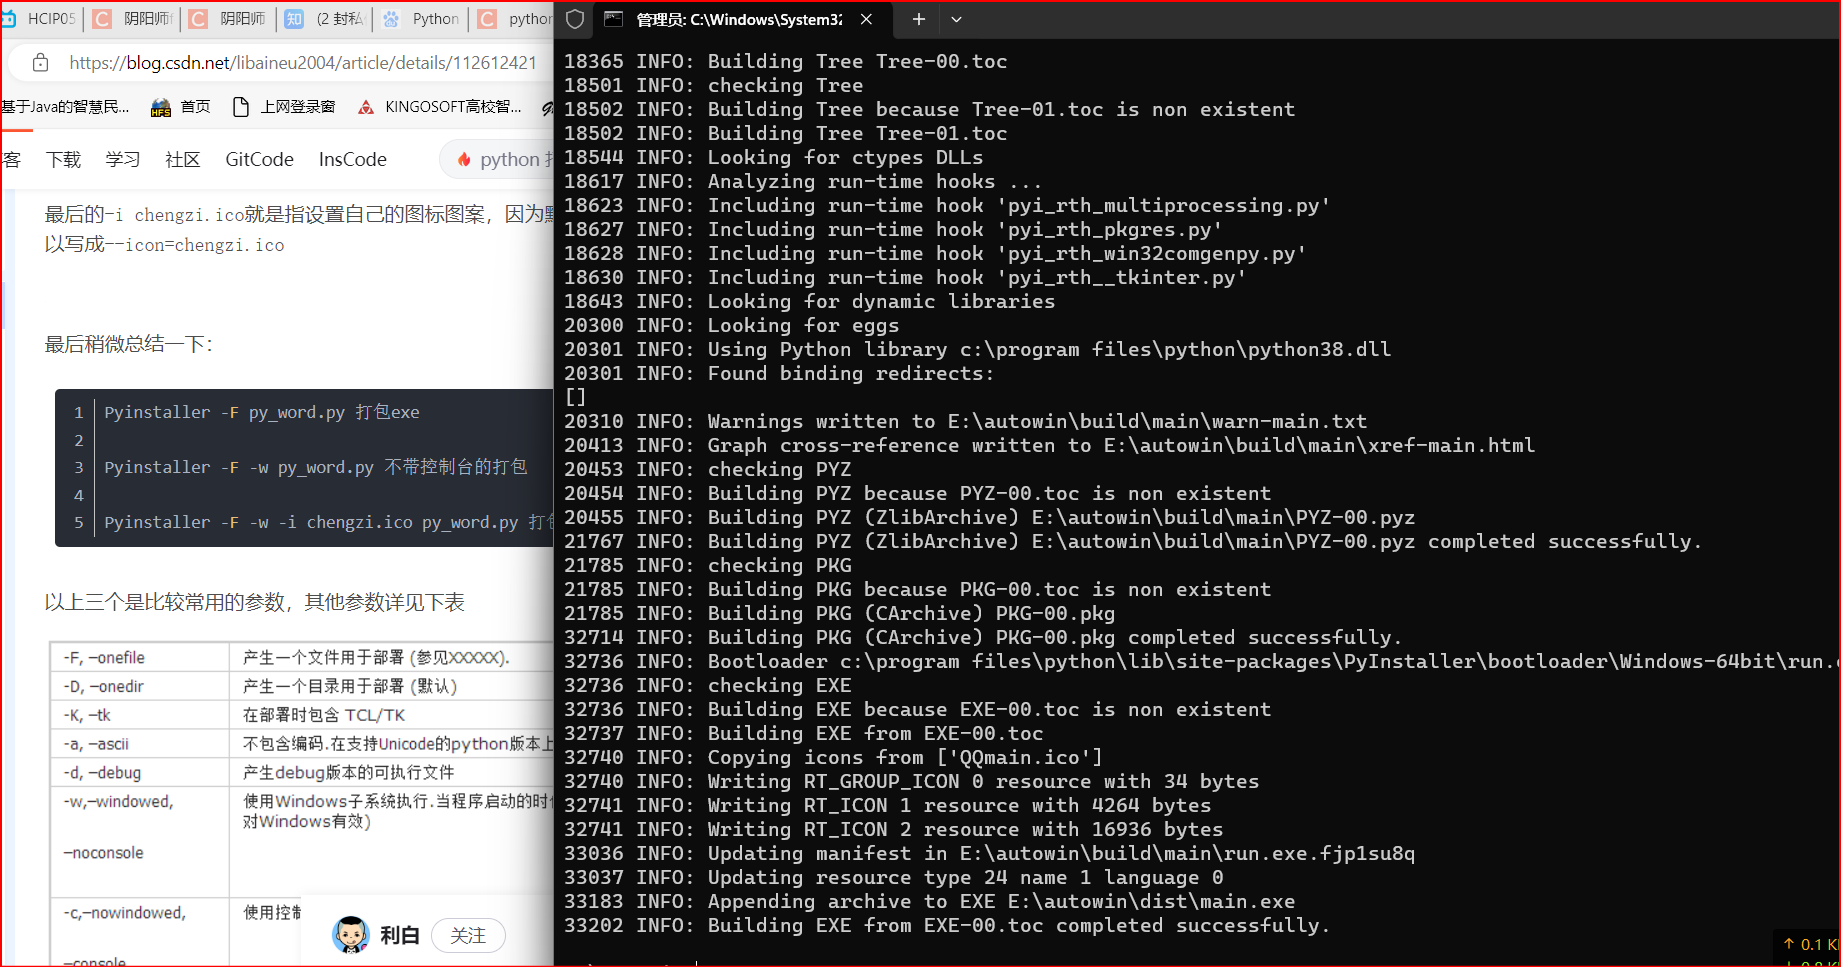 HCIP05
阴阳师
阴阳师
(2 封私
知
Python
C
python
https://blog.csdn.net/libaineu2004/article/details/112612421
基于Java的智慧民...
HFS
首页
上网登录窗
KINGOSOFT高校智...
客
下载
学习
社区
GitCode
InsCode
python
最后的-i chengzi.ico就是指设置自己的图标图案，因为
以写成--icon=chengzi.ico
最后稍微总结一下：
1 Pyinstaller -F py_word.py 打包exe
2
3 Pyinstaller -F -w py_word.py 不带控制台的打包
4
5 Pyinstaller -F -w -i chengzi.ico py_word.py 打
以上三个是比较常用的参数，其他参数详见下表
-F, –onefile 产生一个文件用于部署 (参见XXXXX).
-D, –onedir 产生一个目录用于部署 (默认)
-K, –tk 在部署时包含 TCL/TK
-a, –ascii 不包含编码.在支持Unicode的python版本上
-d, –debug 产生debug版本的可执行文件
-w,–windowed, 使用Windows子系统执行.当程序启动的时
对Windows有效)
–noconsole
-c,–nowindowed, 使用控制
–console
利白
关注
管理员: C:\Windows\System32
18365 INFO: Building Tree Tree-00.toc
18501 INFO: checking Tree
18502 INFO: Building Tree because Tree-01.toc is non existent
18502 INFO: Building Tree Tree-01.toc
18544 INFO: Looking for ctypes DLLs
18617 INFO: Analyzing run-time hooks ...
18623 INFO: Including run-time hook 'pyi_rth_multiprocessing.py'
18627 INFO: Including run-time hook 'pyi_rth_pkgres.py'
18628 INFO: Including run-time hook 'pyi_rth_win32comgenpy.py'
18630 INFO: Including run-time hook 'pyi_rth__tkinter.py'
18643 INFO: Looking for dynamic libraries
20300 INFO: Looking for eggs
20301 INFO: Using Python library c:\program files\python\python38.dll
20301 INFO: Found binding redirects:
[]
20310 INFO: Warnings written to E:\autowin\build\main\warn-main.txt
20413 INFO: Graph cross-reference written to E:\autowin\build\main\xref-main.html
20453 INFO: checking PYZ
20454 INFO: Building PYZ because PYZ-00.toc is non existent
20455 INFO: Building PYZ (ZlibArchive) E:\autowin\build\main\PYZ-00.pyz
21767 INFO: Building PYZ (ZlibArchive) E:\autowin\build\main\PYZ-00.pyz completed successfully.
21785 INFO: checking PKG
21785 INFO: Building PKG because PKG-00.toc is non existent
21785 INFO: Building PKG (CArchive) PKG-00.pkg
32714 INFO: Building PKG (CArchive) PKG-00.pkg completed successfully.
32736 INFO: Bootloader c:\program files\python\lib\site-packages\PyInstaller\bootloader\Windows-64bit\run.
32736 INFO: checking EXE
32736 INFO: Building EXE because EXE-00.toc is non existent
32737 INFO: Building EXE from EXE-00.toc
32740 INFO: Copying icons from ['QQmain.ico']
32740 INFO: Writing RT_GROUP_ICON 0 resource with 34 bytes
32741 INFO: Writing RT_ICON 1 resource with 4264 bytes
32741 INFO: Writing RT_ICON 2 resource with 16936 bytes
33036 INFO: Updating manifest in E:\autowin\build\main\run.exe.fjp1su8q
33037 INFO: Updating resource type 24 name 1 language 0
33183 INFO: Appending archive to EXE E:\autowin\dist\main.exe
33202 INFO: Building EXE from EXE-00.toc completed successfully.
↑ 0.1 K